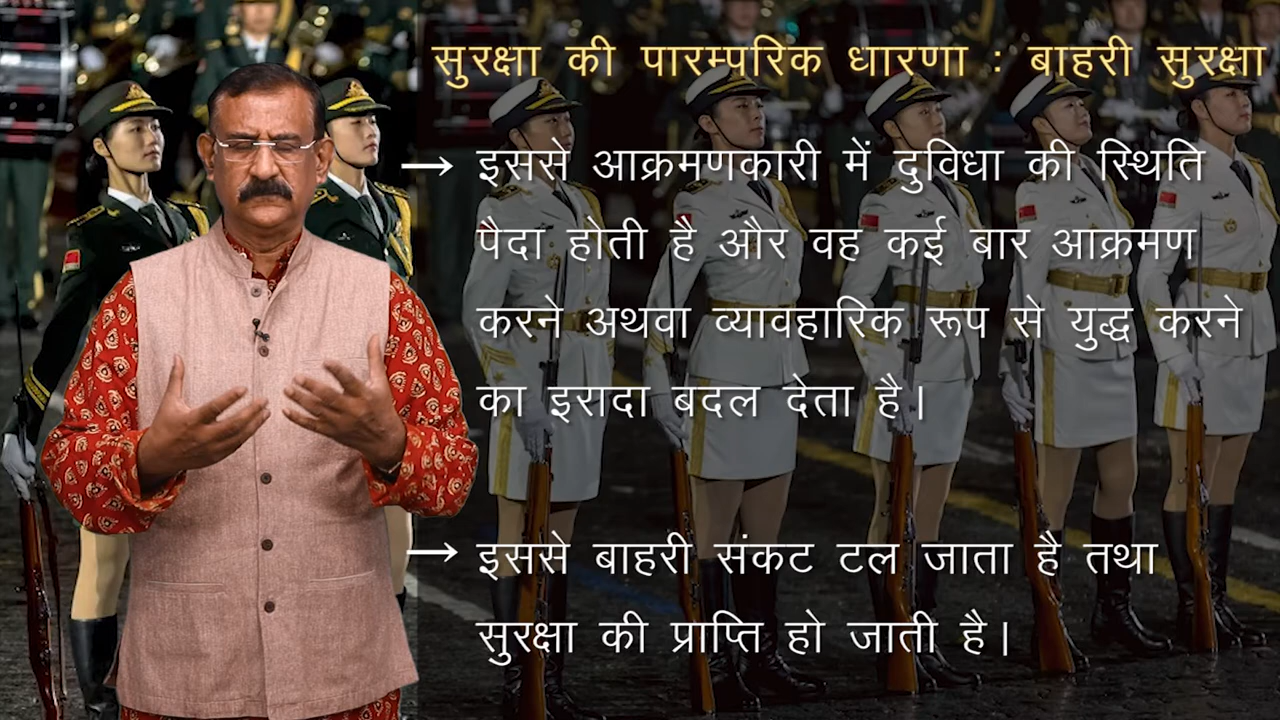 सुरक्षा की पारम्परिक धारणा : बाहरी सुरक्षा
→ इससे आक्रमणकारी में दुविधा की स्थिति
पैदा होती है और वह कई बार आक्रमण
करने अथवा व्यावहारिक रूप से युद्ध करने
का इरादा बदल देता है।
→ इससे बाहरी संकट टल जाता है तथा
सुरक्षा की प्राप्ति हो जाती है।